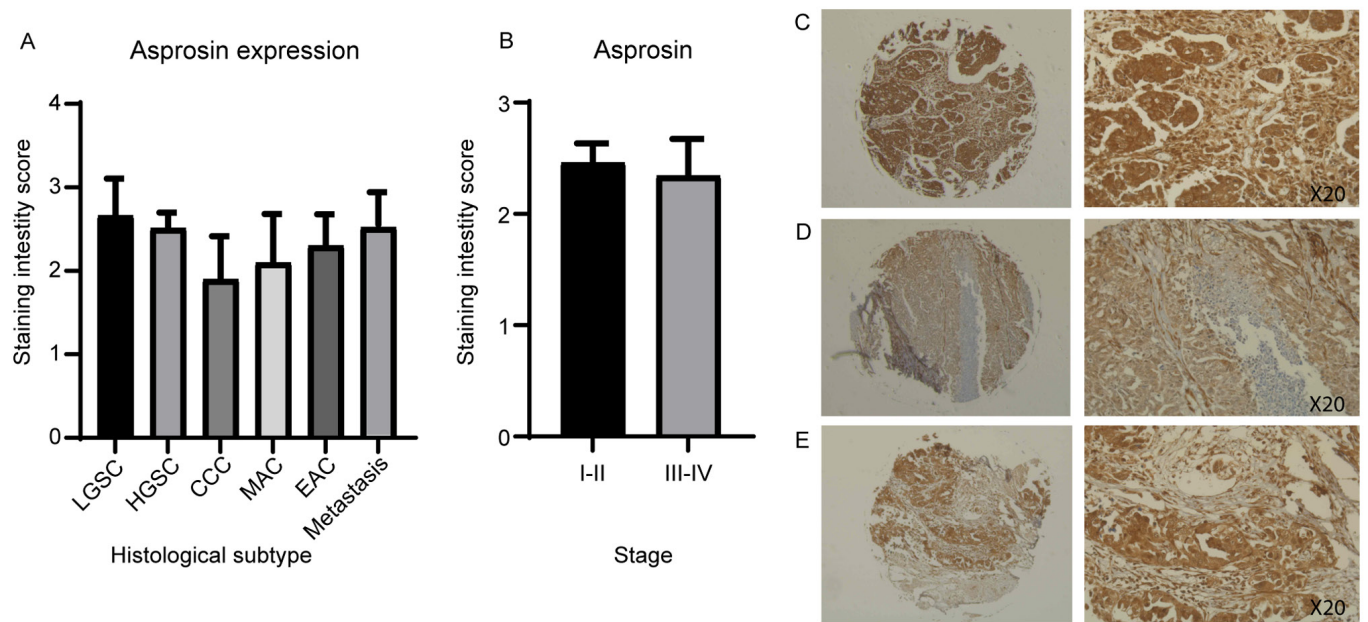 A
Asprosin expression
Staining intestity score
4
3
2
1
0
LGSC
HGSC
CCC
MAC
EAC
Metastasis
Histological subtype
B
Asprosin
Staining intesity score
3
2
1
0
I-II
III-IV
Stage
C
X20
D
X20
E
X20